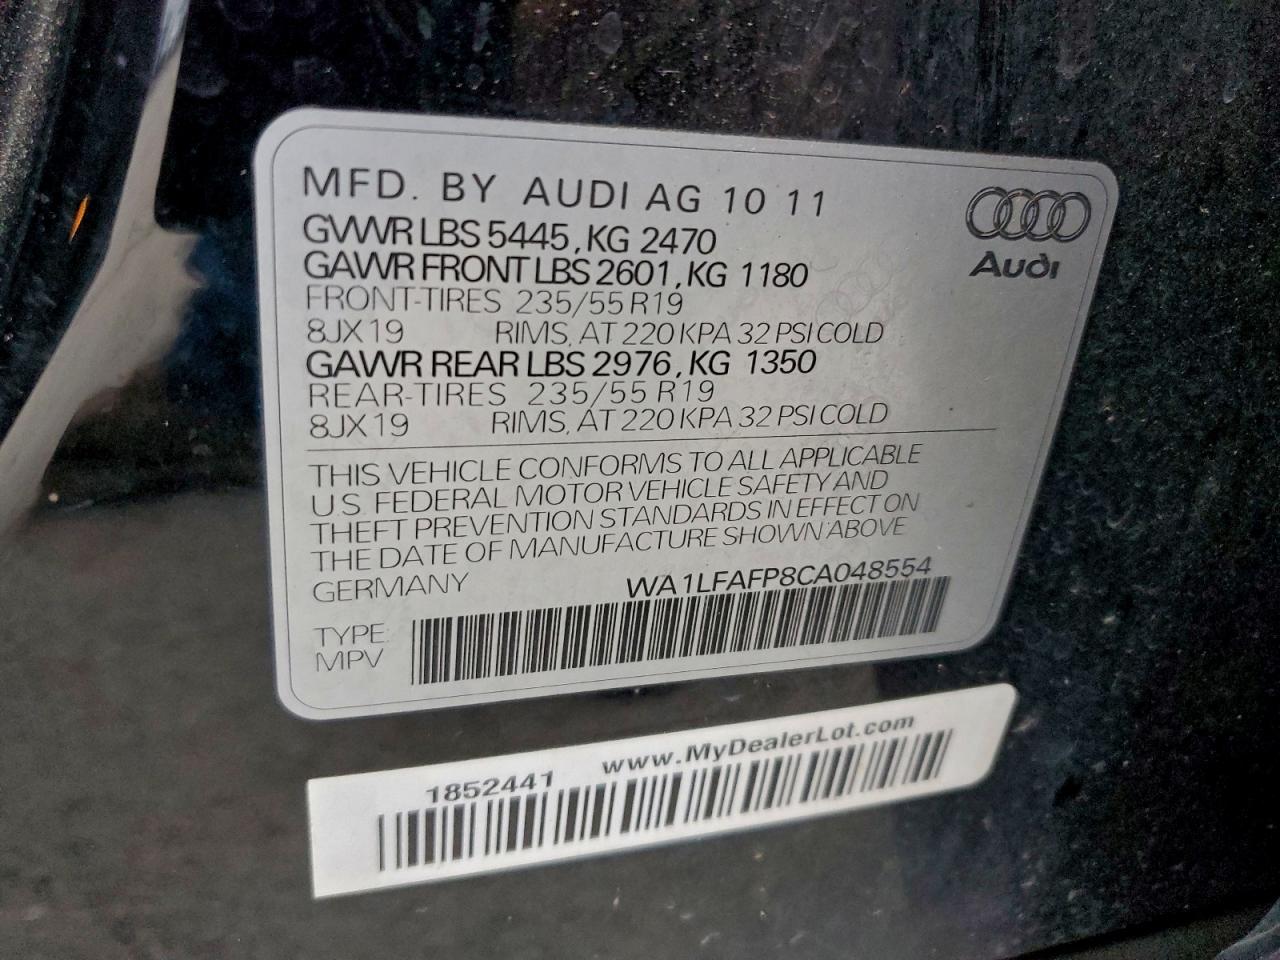 MFD. BY AUDI AG 10 11
GVWR LBS 5445, KG 2470
GAWR FRONT LBS 2601, KG 1180
FRONT-TIRES 235/55 R19
8JX19 RIMS, AT 220 KPA 32 PSI COLD
GAWR REAR LBS 2976, KG 1350
REAR-TIRES 235/55 R19
8JX19 RIMS, AT 220 KPA 32 PSI COLD
Audi
THIS VEHICLE CONFORMS TO ALL APPLICABLE
U.S. FEDERAL MOTOR VEHICLE SAFETY AND
THEFT PREVENTION STANDARDS IN EFFECT ON
THE DATE OF MANUFACTURE SHOWN ABOVE
GERMANY WA1LFAFP8CA048554
TYPE:
MPV
1852441 www.MyDealerLot.com